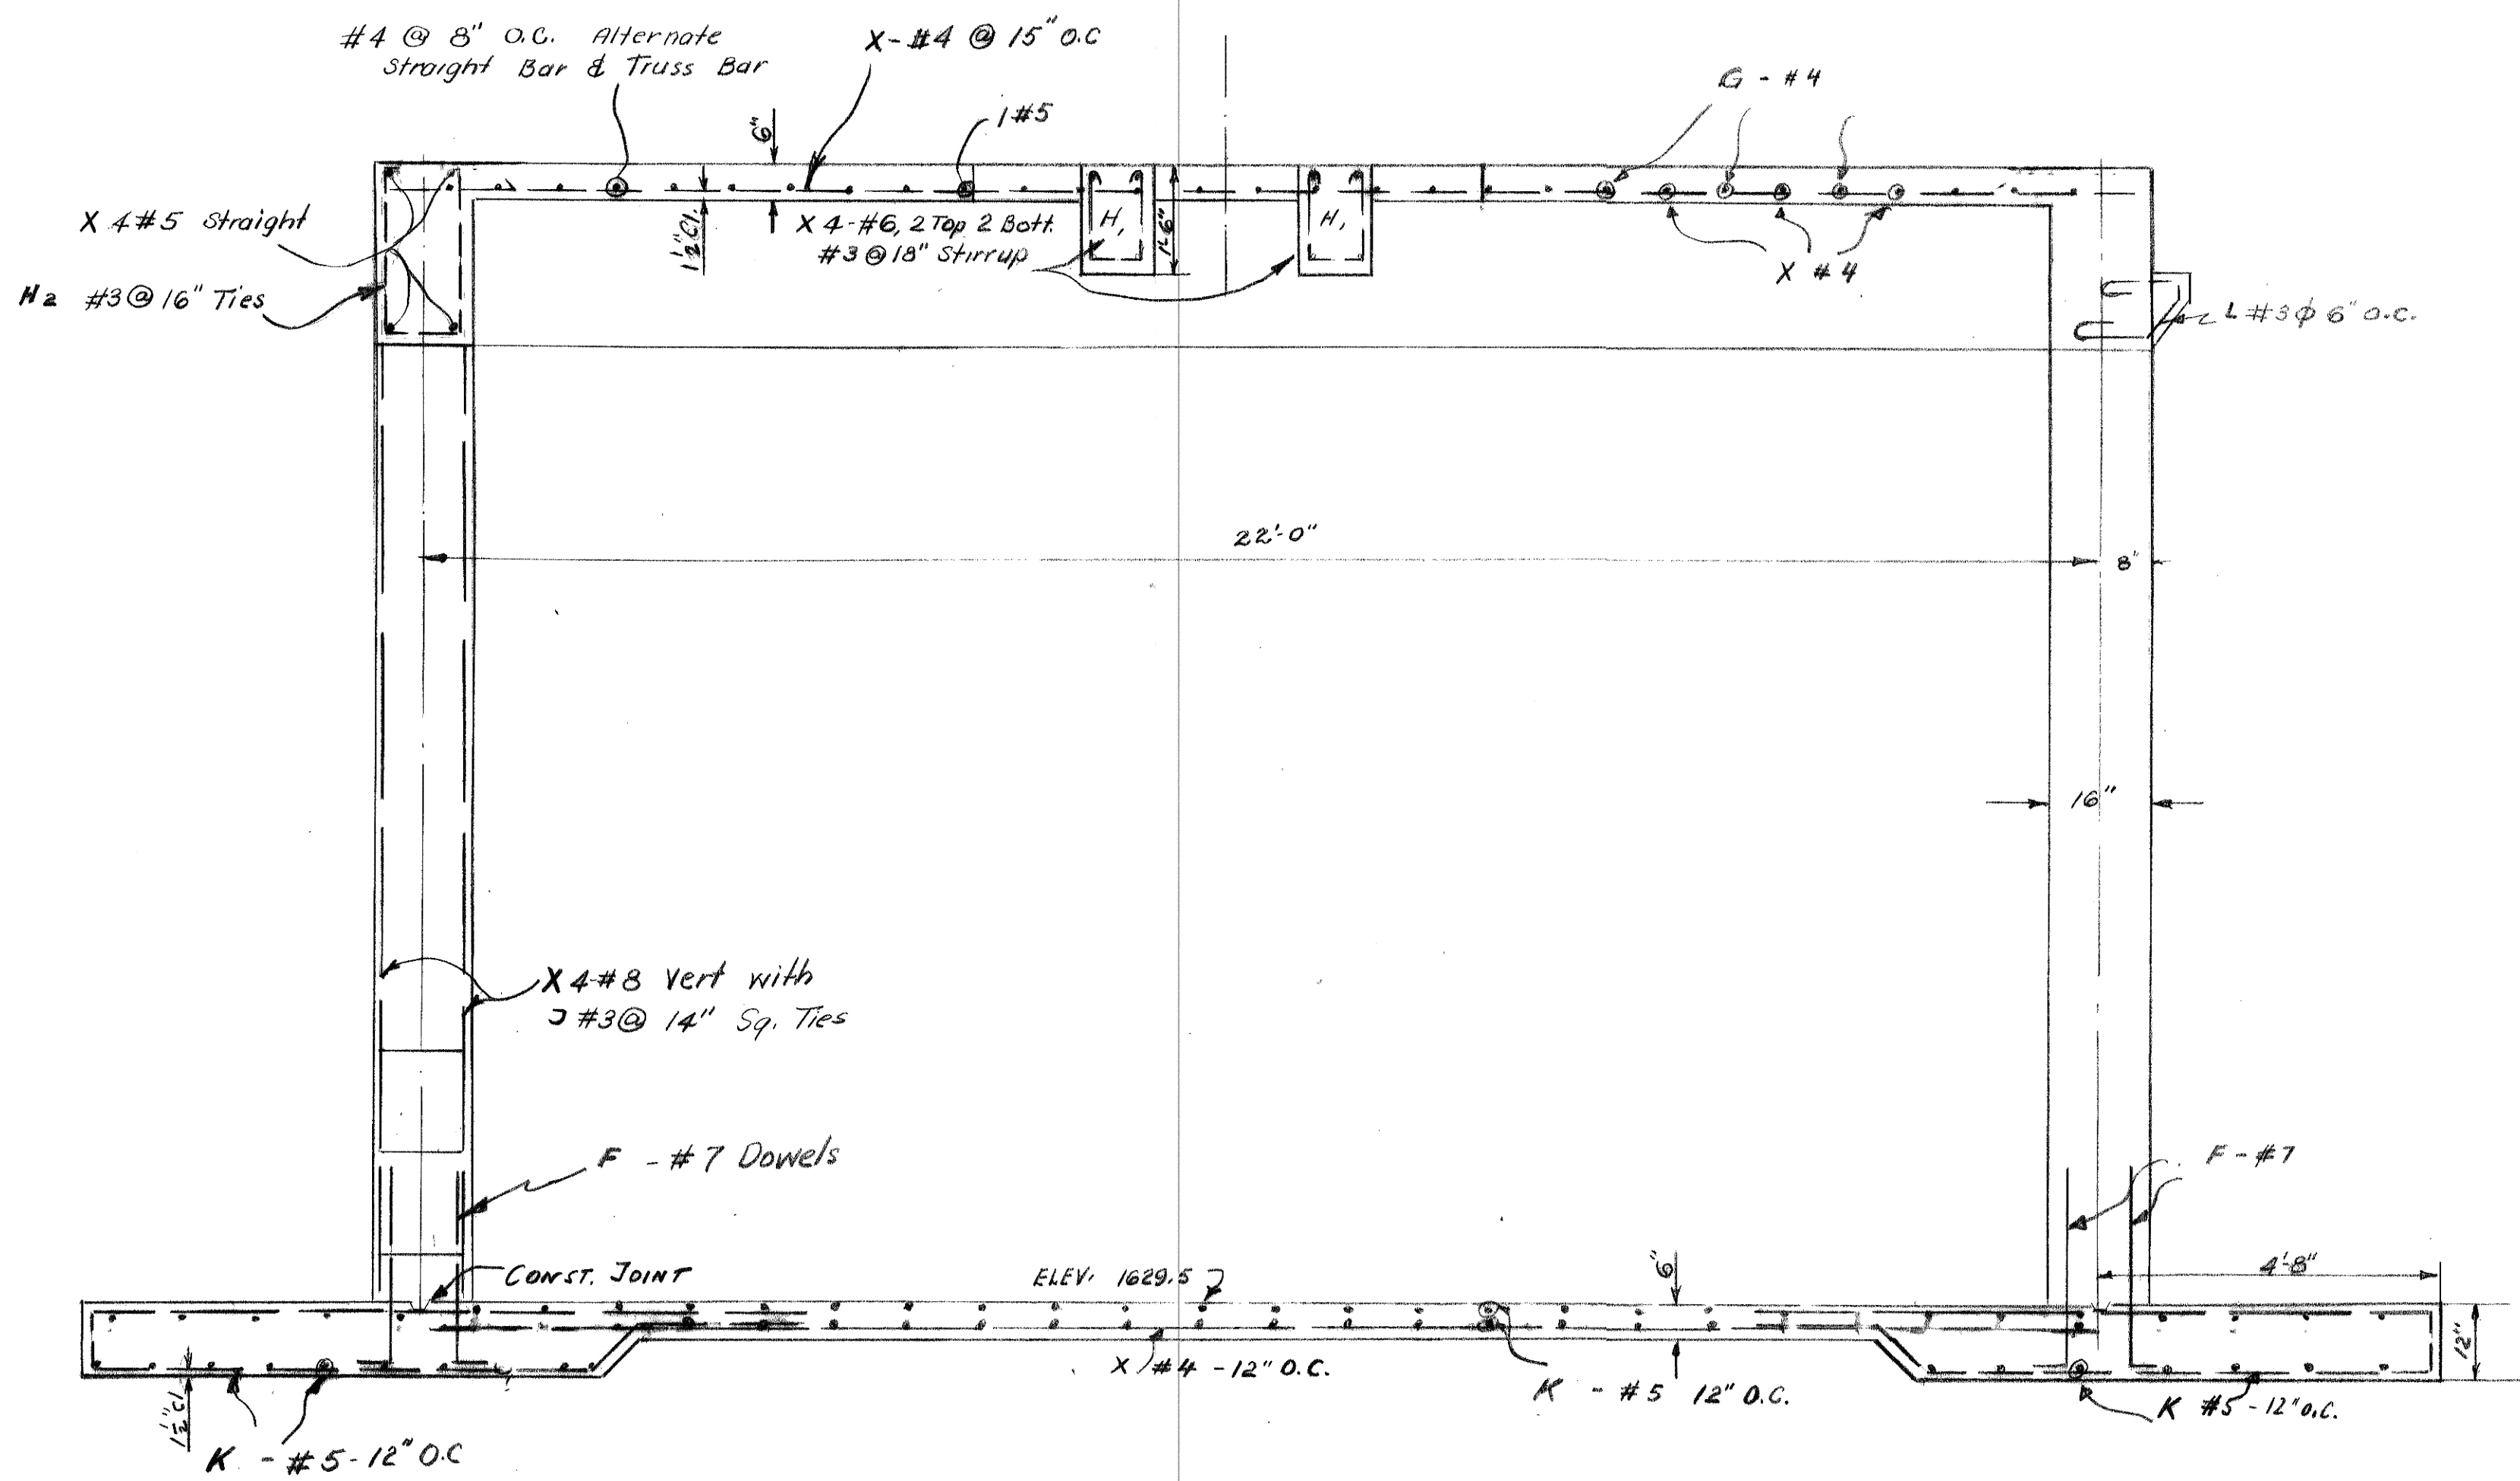 #4 @ 8" O.C. Alternate
Straight Bar & Truss Bar
X-#4 @ 15" O.C
G - #4
1 #5
6"
1½" Cl.
X 4 #5 Straight
H2 #3 @ 16" Ties
X 4-#6, 2 Top 2 Bott.
#3 @ 18" Stirrup
H,
1'-6"
H,
X #4
L #3 ϕ 6" O.C.
22'-0"
8"
16"
X 4-#8 Vert with
J #3 @ 14" Sq. Ties
F - #7 Dowels
F - #7
CONST. JOINT
ELEV. 1629.5
6"
4'-8"
12"
X #4 - 12" O.C.
K - #5 12" O.C.
K #5 - 12" O.C.
1½" Cl
K - #5 - 12" O.C